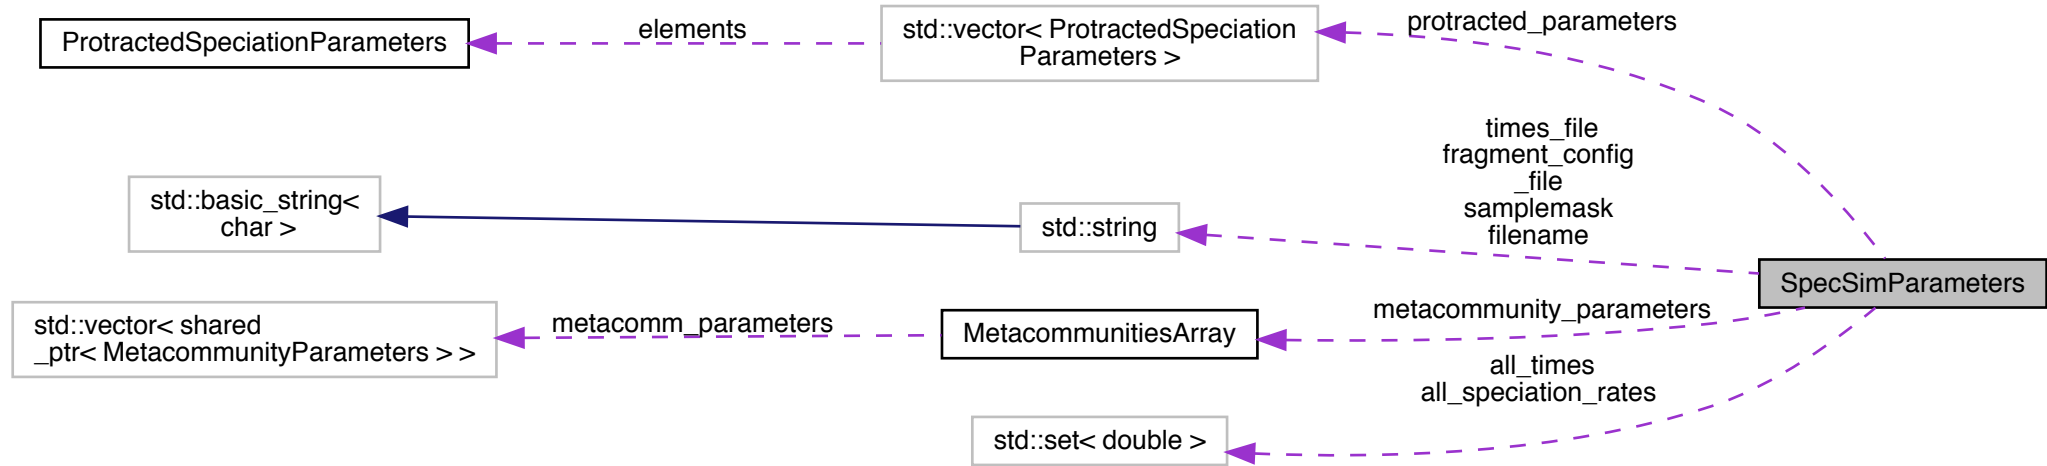 ProtractedSpeciationParameters
elements
std::vector< ProtractedSpeciation
Parameters >
protracted_parameters
times_file
fragment_config
_file
samplemask
filename
std::basic_string<
char >
std::string
SpecSimParameters
std::vector< shared
_ptr< MetacommunityParameters > >
metacomm_parameters
MetacommunitiesArray
metacommunity_parameters
all_times
all_speciation_rates
std::set< double >